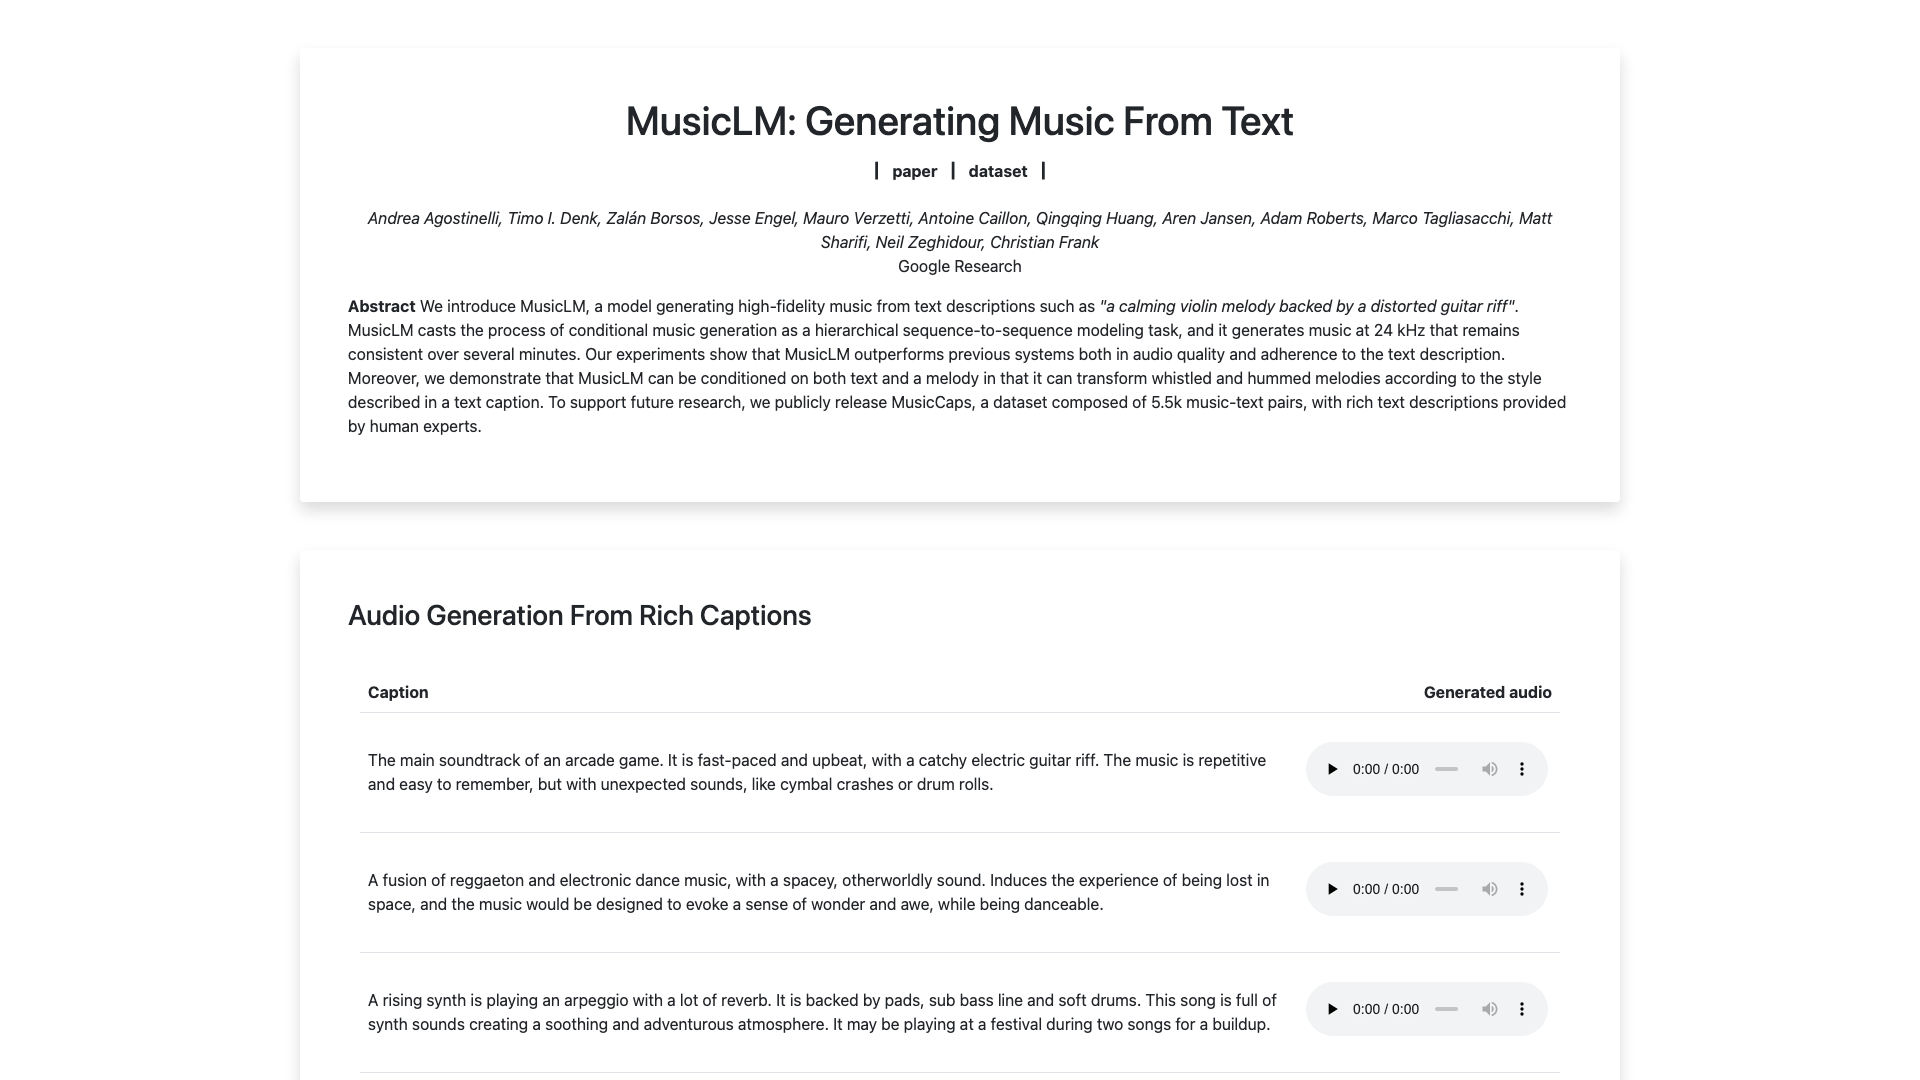 MusicLM: Generating Music From Text
| paper | dataset |
Andrea Agostinelli, Timo I. Denk, Zalán Borsos, Jesse Engel, Mauro Verzetti, Antoine Caillon, Qingqing Huang, Aren Jansen, Adam Roberts, Marco Tagliasacchi, Matt
Sharifi, Neil Zeghidour, Christian Frank
Google Research
Abstract We introduce MusicLM, a model generating high-fidelity music from text descriptions such as "a calming violin melody backed by a distorted guitar riff".
MusicLM casts the process of conditional music generation as a hierarchical sequence-to-sequence modeling task, and it generates music at 24 kHz that remains
consistent over several minutes. Our experiments show that MusicLM outperforms previous systems both in audio quality and adherence to the text description.
Moreover, we demonstrate that MusicLM can be conditioned on both text and a melody in that it can transform whistled and hummed melodies according to the style
described in a text caption. To support future research, we publicly release MusicCaps, a dataset composed of 5.5k music-text pairs, with rich text descriptions provided
by human experts.
Audio Generation From Rich Captions
Caption Generated audio
The main soundtrack of an arcade game. It is fast-paced and upbeat, with a catchy electric guitar riff. The music is repetitive
and easy to remember, but with unexpected sounds, like cymbal crashes or drum rolls.
0:00 / 0:00
A fusion of reggaeton and electronic dance music, with a spacey, otherworldly sound. Induces the experience of being lost in
space, and the music would be designed to evoke a sense of wonder and awe, while being danceable.
0:00 / 0:00
A rising synth is playing an arpeggio with a lot of reverb. It is backed by pads, sub bass line and soft drums. This song is full of
synth sounds creating a soothing and adventurous atmosphere. It may be playing at a festival during two songs for a buildup.
0:00 / 0:00